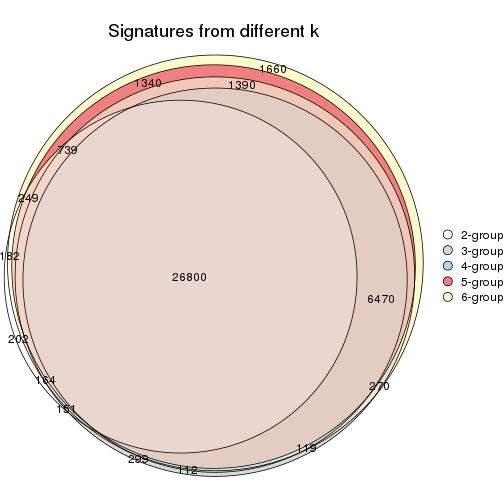 Signatures from different k
1660
1340
1390
739
249
182
26800
6470
202
164
270
151
119
299
112
2-group
3-group
4-group
5-group
6-group